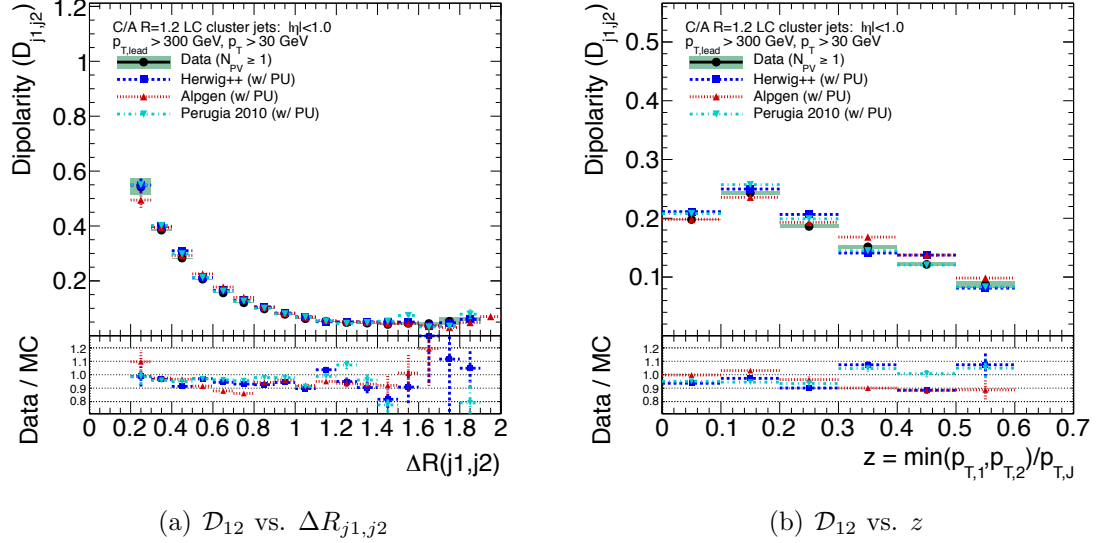 C/A R=1.2 LC cluster jets: |η|<1.0
p_T,lead > 300 GeV, p_T > 30 GeV
Data (N_PV ≥ 1)
Herwig++ (w/ PU)
Alpgen (w/ PU)
Perugia 2010 (w/ PU)
Dipolarity (D_j1,j2)
1.2
1
0.8
0.6
0.4
0.2
Data / MC
1.2
1.1
1.0
0.9
0.8
0 0.2 0.4 0.6 0.8 1 1.2 1.4 1.6 1.8 2
ΔR(j1,j2)
(a) 𝒟_12 vs. ΔR_j1,j2
C/A R=1.2 LC cluster jets: |η|<1.0
p_T,lead > 300 GeV, p_T > 30 GeV
Data (N_PV ≥ 1)
Herwig++ (w/ PU)
Alpgen (w/ PU)
Perugia 2010 (w/ PU)
Dipolarity (D_j1,j2)
0.5
0.4
0.3
0.2
0.1
Data / MC
1.2
1.1
1.0
0.9
0.8
0 0.1 0.2 0.3 0.4 0.5 0.6 0.7
z = min(p_T,1,p_T,2)/p_T,J
(b) 𝒟_12 vs. z